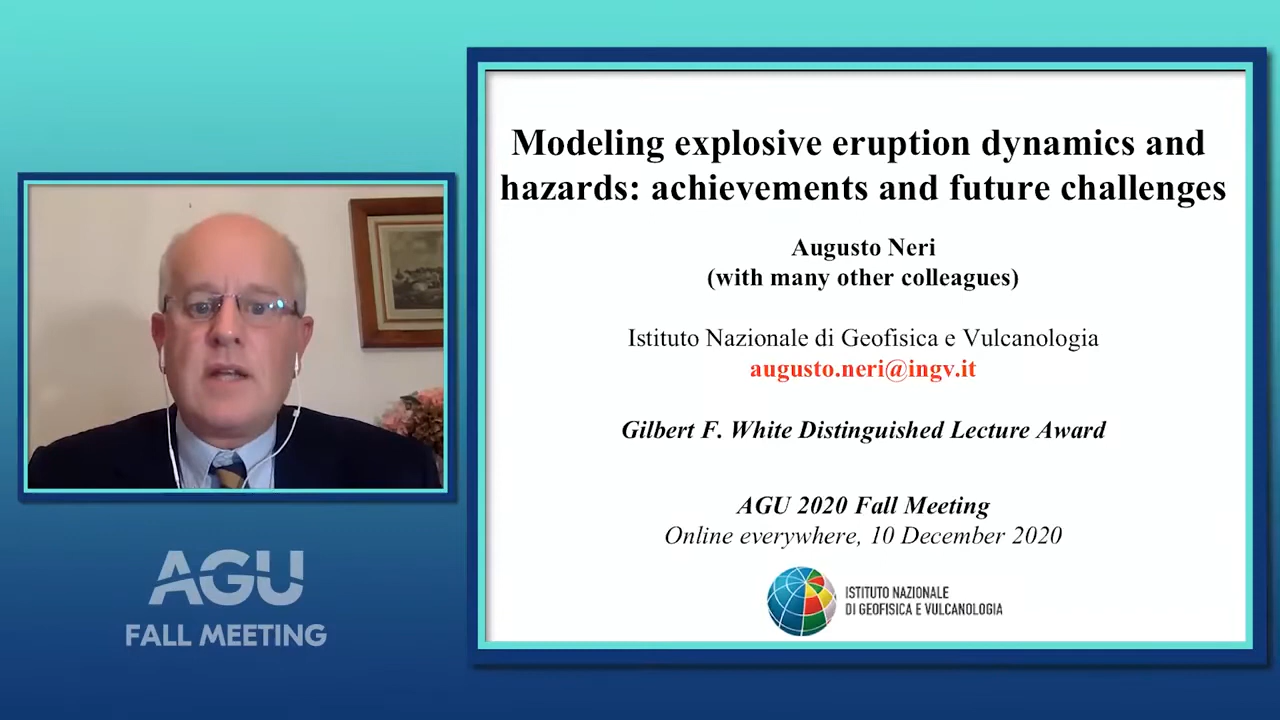 Modeling explosive eruption dynamics and
hazards: achievements and future challenges
Augusto Neri
(with many other colleagues)
Istituto Nazionale di Geofisica e Vulcanologia
augusto.neri@ingv.it
Gilbert F. White Distinguished Lecture Award
AGU 2020 Fall Meeting
Online everywhere, 10 December 2020
ISTITUTO NAZIONALE
DI GEOFISICA E VULCANOLOGIA
AGU
FALL MEETING